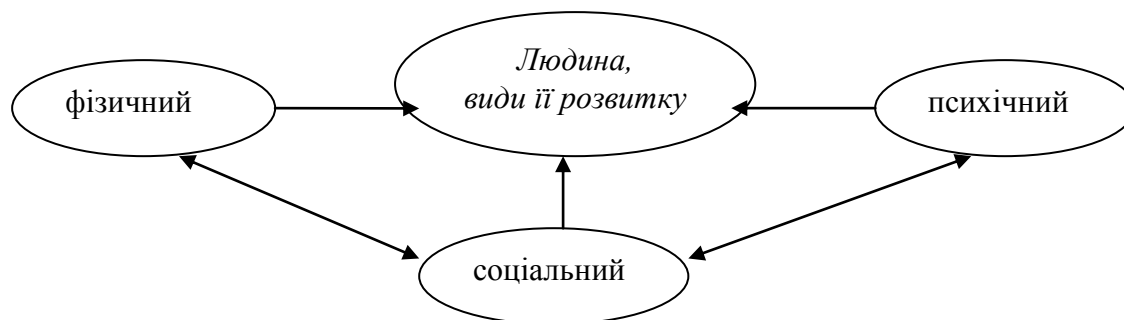 Людина,
види її розвитку
фізичний
психічний
соціальний